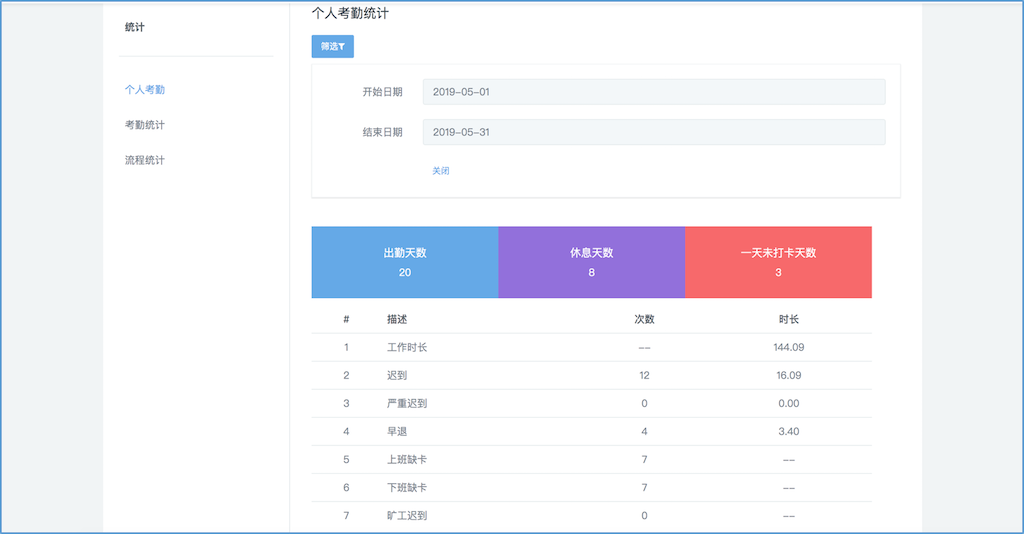 个人考勤统计
统计
筛选
个人考勤
考勤统计
流程统计
开始日期 2019-05-01
结束日期 2019-05-31
关闭
出勤天数 休息天数 一天未打卡天数
20 8 3
# 描述 次数 时长
1 工作时长 -- 144.09
2 迟到 12 16.09
3 严重迟到 0 0.00
4 早退 4 3.40
5 上班缺卡 7 --
6 下班缺卡 7 --
7 旷工迟到 0 --